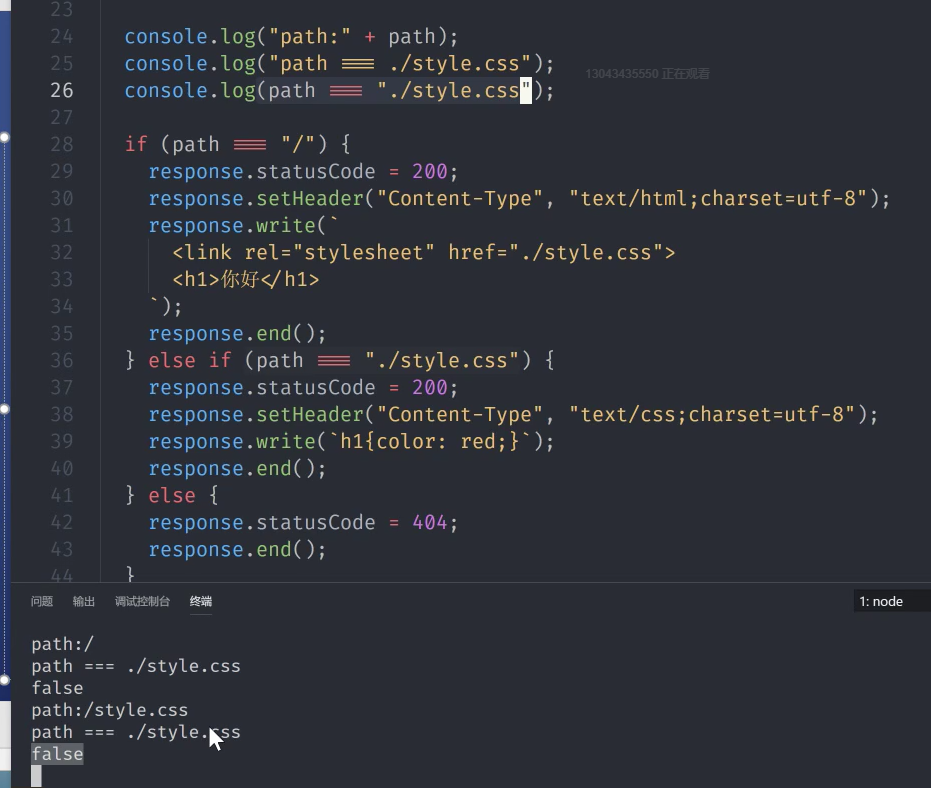 23
24 console.log("path:" + path);
25 console.log("path === ./style.css");
13043435550 正在观看
26 console.log(path === "./style.css");
27
28 if (path === "/") {
29 response.statusCode = 200;
30 response.setHeader("Content-Type", "text/html;charset=utf-8");
31 response.write(`
32 <link rel="stylesheet" href="./style.css">
33 <h1>你好</h1>
34 `);
35 response.end();
36 } else if (path === "./style.css") {
37 response.statusCode = 200;
38 response.setHeader("Content-Type", "text/css;charset=utf-8");
39 response.write(`h1{color: red;}`);
40 response.end();
41 } else {
42 response.statusCode = 404;
43 response.end();
44 }
问题 输出 调试控制台 终端 1: node
path:/
path === ./style.css
false
path:/style.css
path === ./style.css
false